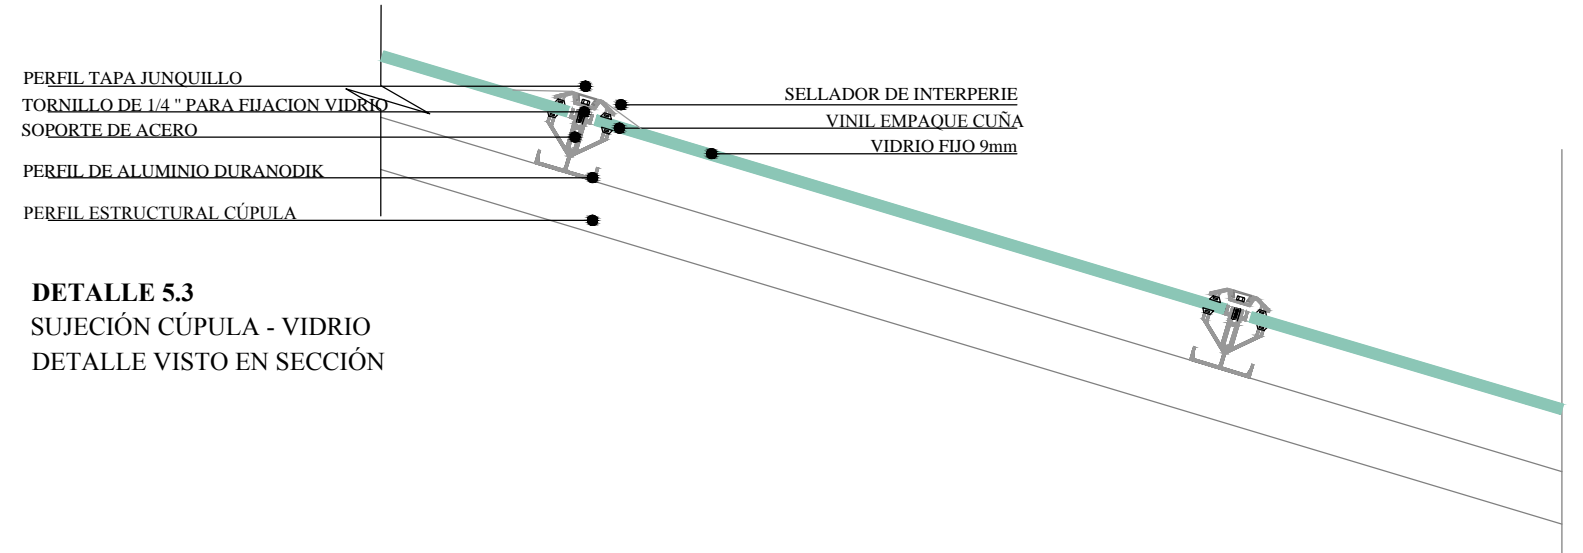 PERFIL TAPA JUNQUILLO
TORNILLO DE 1/4 " PARA FIJACION VIDRIO
SOPORTE DE ACERO
PERFIL DE ALUMINIO DURANODIK
PERFIL ESTRUCTURAL CÚPULA
SELLADOR DE INTERPERIE
VINIL EMPAQUE CUÑA
VIDRIO FIJO 9mm
DETALLE 5.3
SUJECIÓN CÚPULA - VIDRIO
DETALLE VISTO EN SECCIÓN